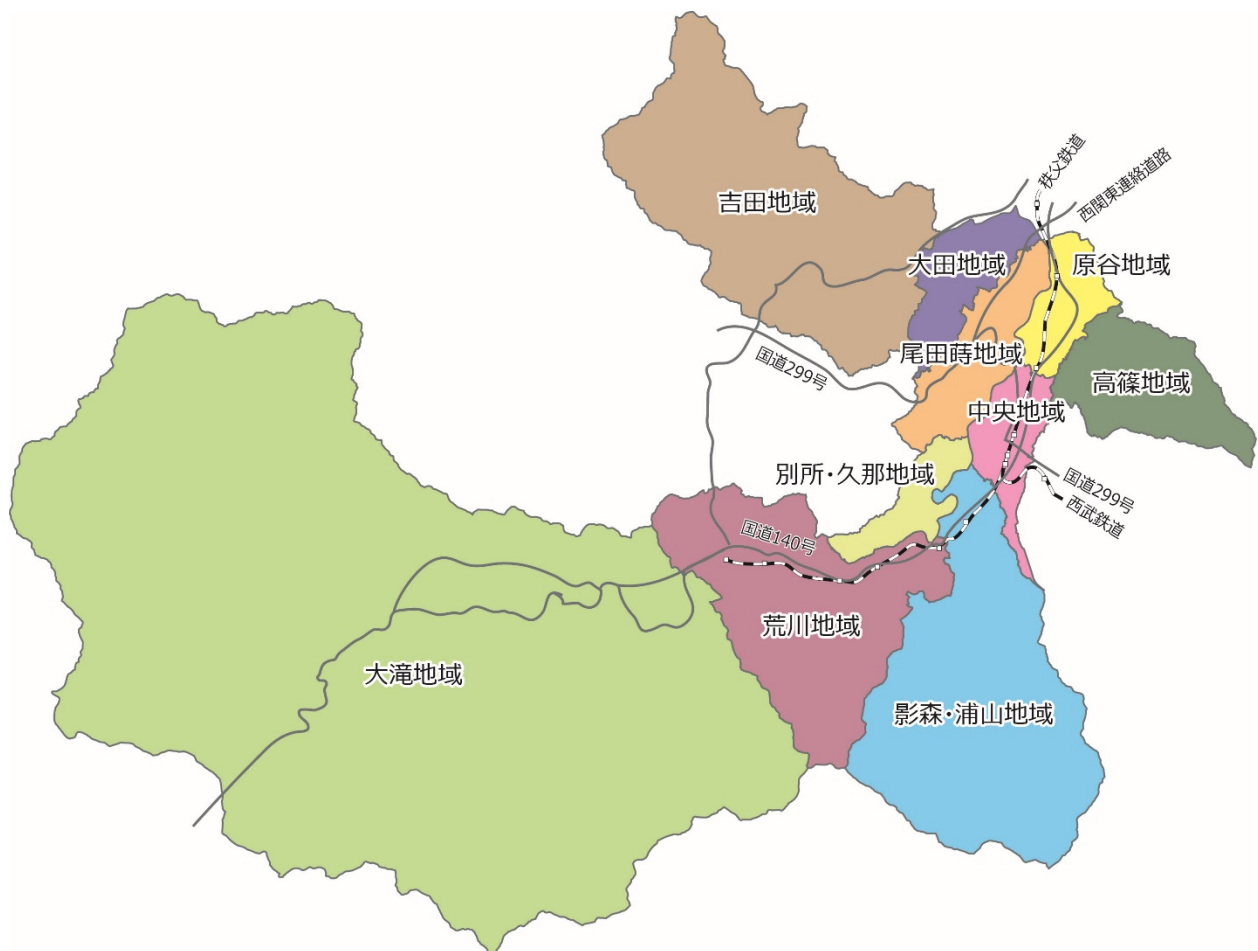 秩父鉄道
西関東連絡道路
吉田地域
大田地域
原谷地域
国道299号
尾田蒔地域
高篠地域
中央地域
別所・久那地域
国道299号
西武鉄道
国道140号
荒川地域
大滝地域
影森・浦山地域